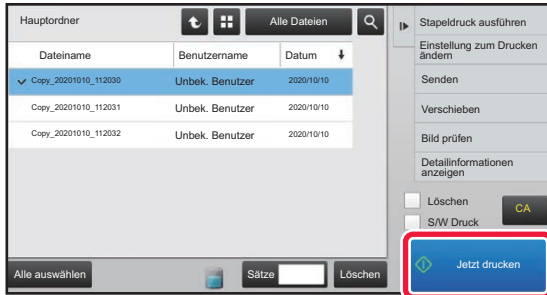 Hauptordner
Alle Dateien
Dateiname Benutzername Datum
Copy_20201010_112030 Unbek. Benutzer 2020/10/10
Copy_20201010_112031 Unbek. Benutzer 2020/10/10
Copy_20201010_112032 Unbek. Benutzer 2020/10/10
Alle auswählen
Sätze
Löschen
Stapeldruck ausführen
Einstellung zum Drucken
ändern
Senden
Verschieben
Bild prüfen
Detailinformationen
anzeigen
Löschen
S/W Druck
CA
Jetzt drucken